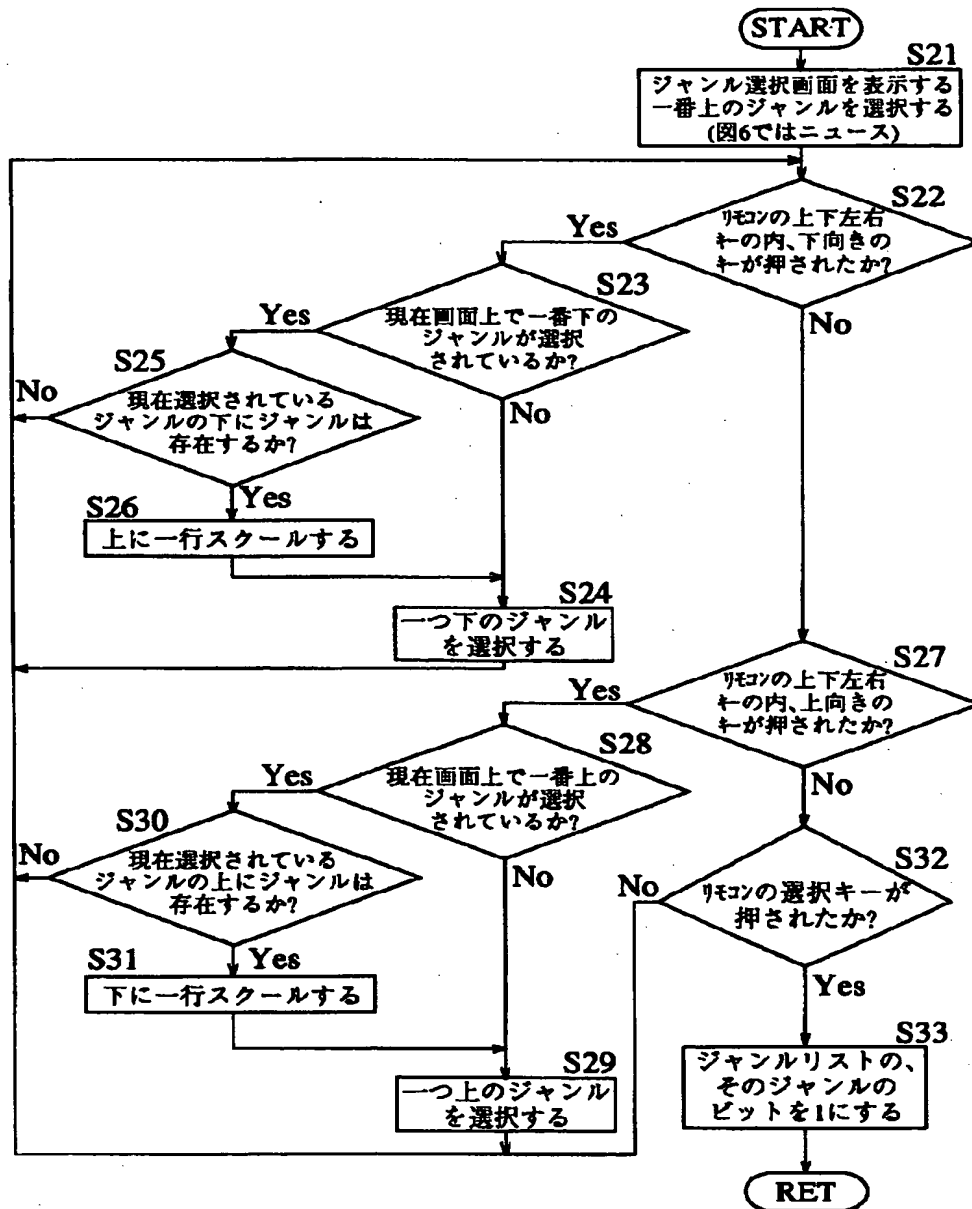 START
S21
ジャンル選択画面を表示する
一番上のジャンルを選択する
(図6ではニュース)
S22
リモコンの上下左右
キーの内、下向きの
キーが押されたか?
Yes
No
S23
現在画面上で一番下の
ジャンルが選択
されているか?
Yes
No
S25
現在選択されている
ジャンルの下にジャンルは
存在するか?
No
Yes
S26
上に一行スクールする
S24
一つ下のジャンル
を選択する
S27
リモコンの上下左右
キーの内、上向きの
キーが押されたか?
Yes
No
S28
現在画面上で一番上の
ジャンルが選択
されているか?
Yes
No
S30
現在選択されている
ジャンルの上にジャンルは
存在するか?
No
Yes
S31
下に一行スクールする
S29
一つ上のジャンル
を選択する
S32
リモコンの選択キーが
押されたか?
No
Yes
S33
ジャンルリストの、
そのジャンルの
ビットを1にする
RET